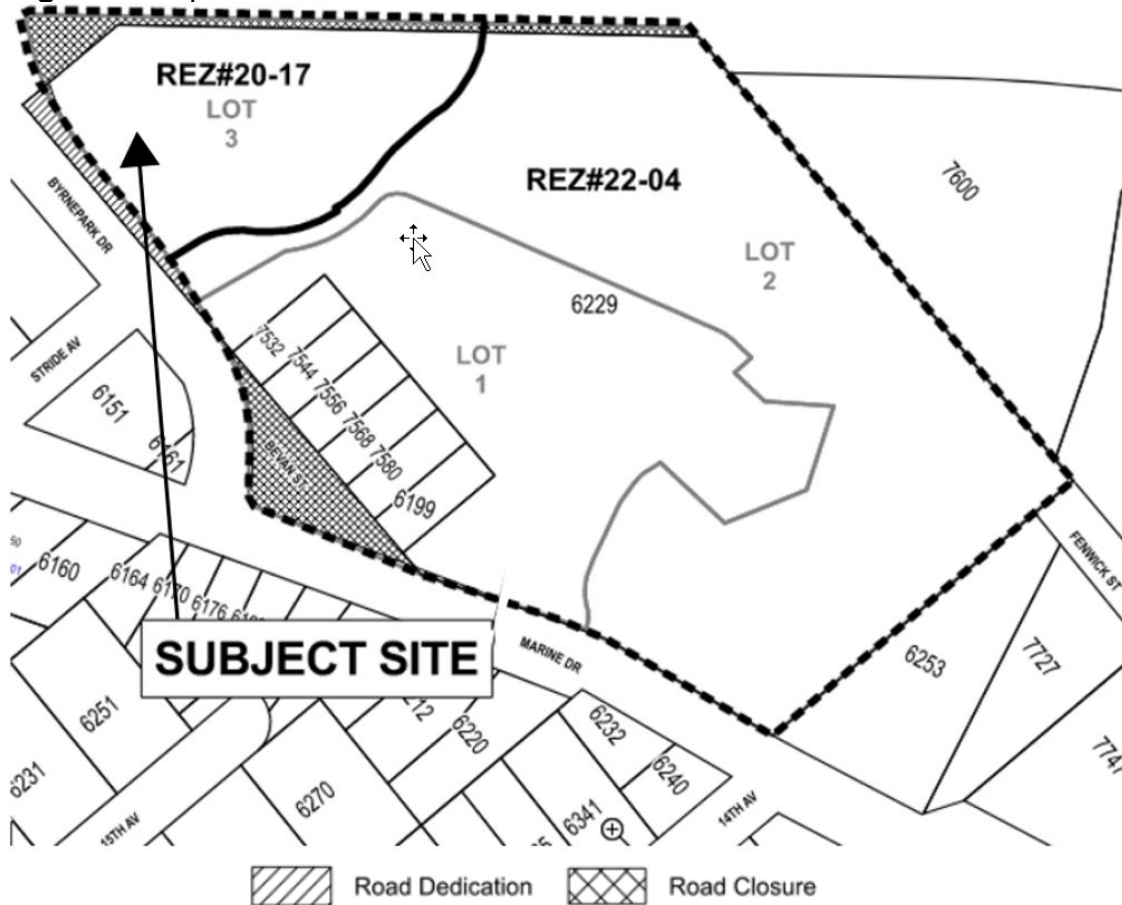 REZ#20-17
LOT
3
REZ#22-04
7600
BYRNEPARK DR
LOT
2
6229
7532
7544
7556
7568
7580
6199
LOT
1
STRIDE AV
6151
6161
BEVAN ST
6160
6164
6170
6176
FENWICK ST
SUBJECT SITE
MARINE DR
6253
7727
7747
6251
6220
6232
6240
6231
6270
6341
15TH AV
14TH AV
Road Dedication
Road Closure